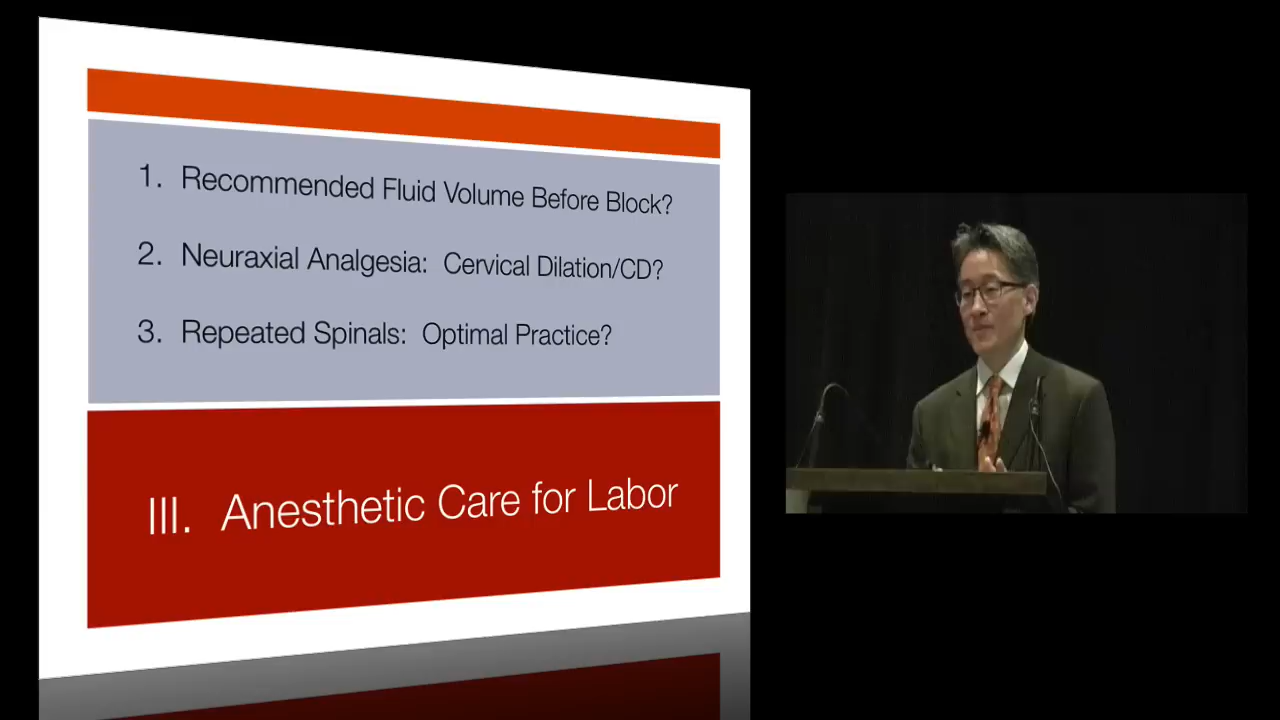 1. Recommended Fluid Volume Before Block?
2. Neuraxial Analgesia: Cervical Dilation/CD?
3. Repeated Spinals: Optimal Practice?
III. Anesthetic Care for Labor